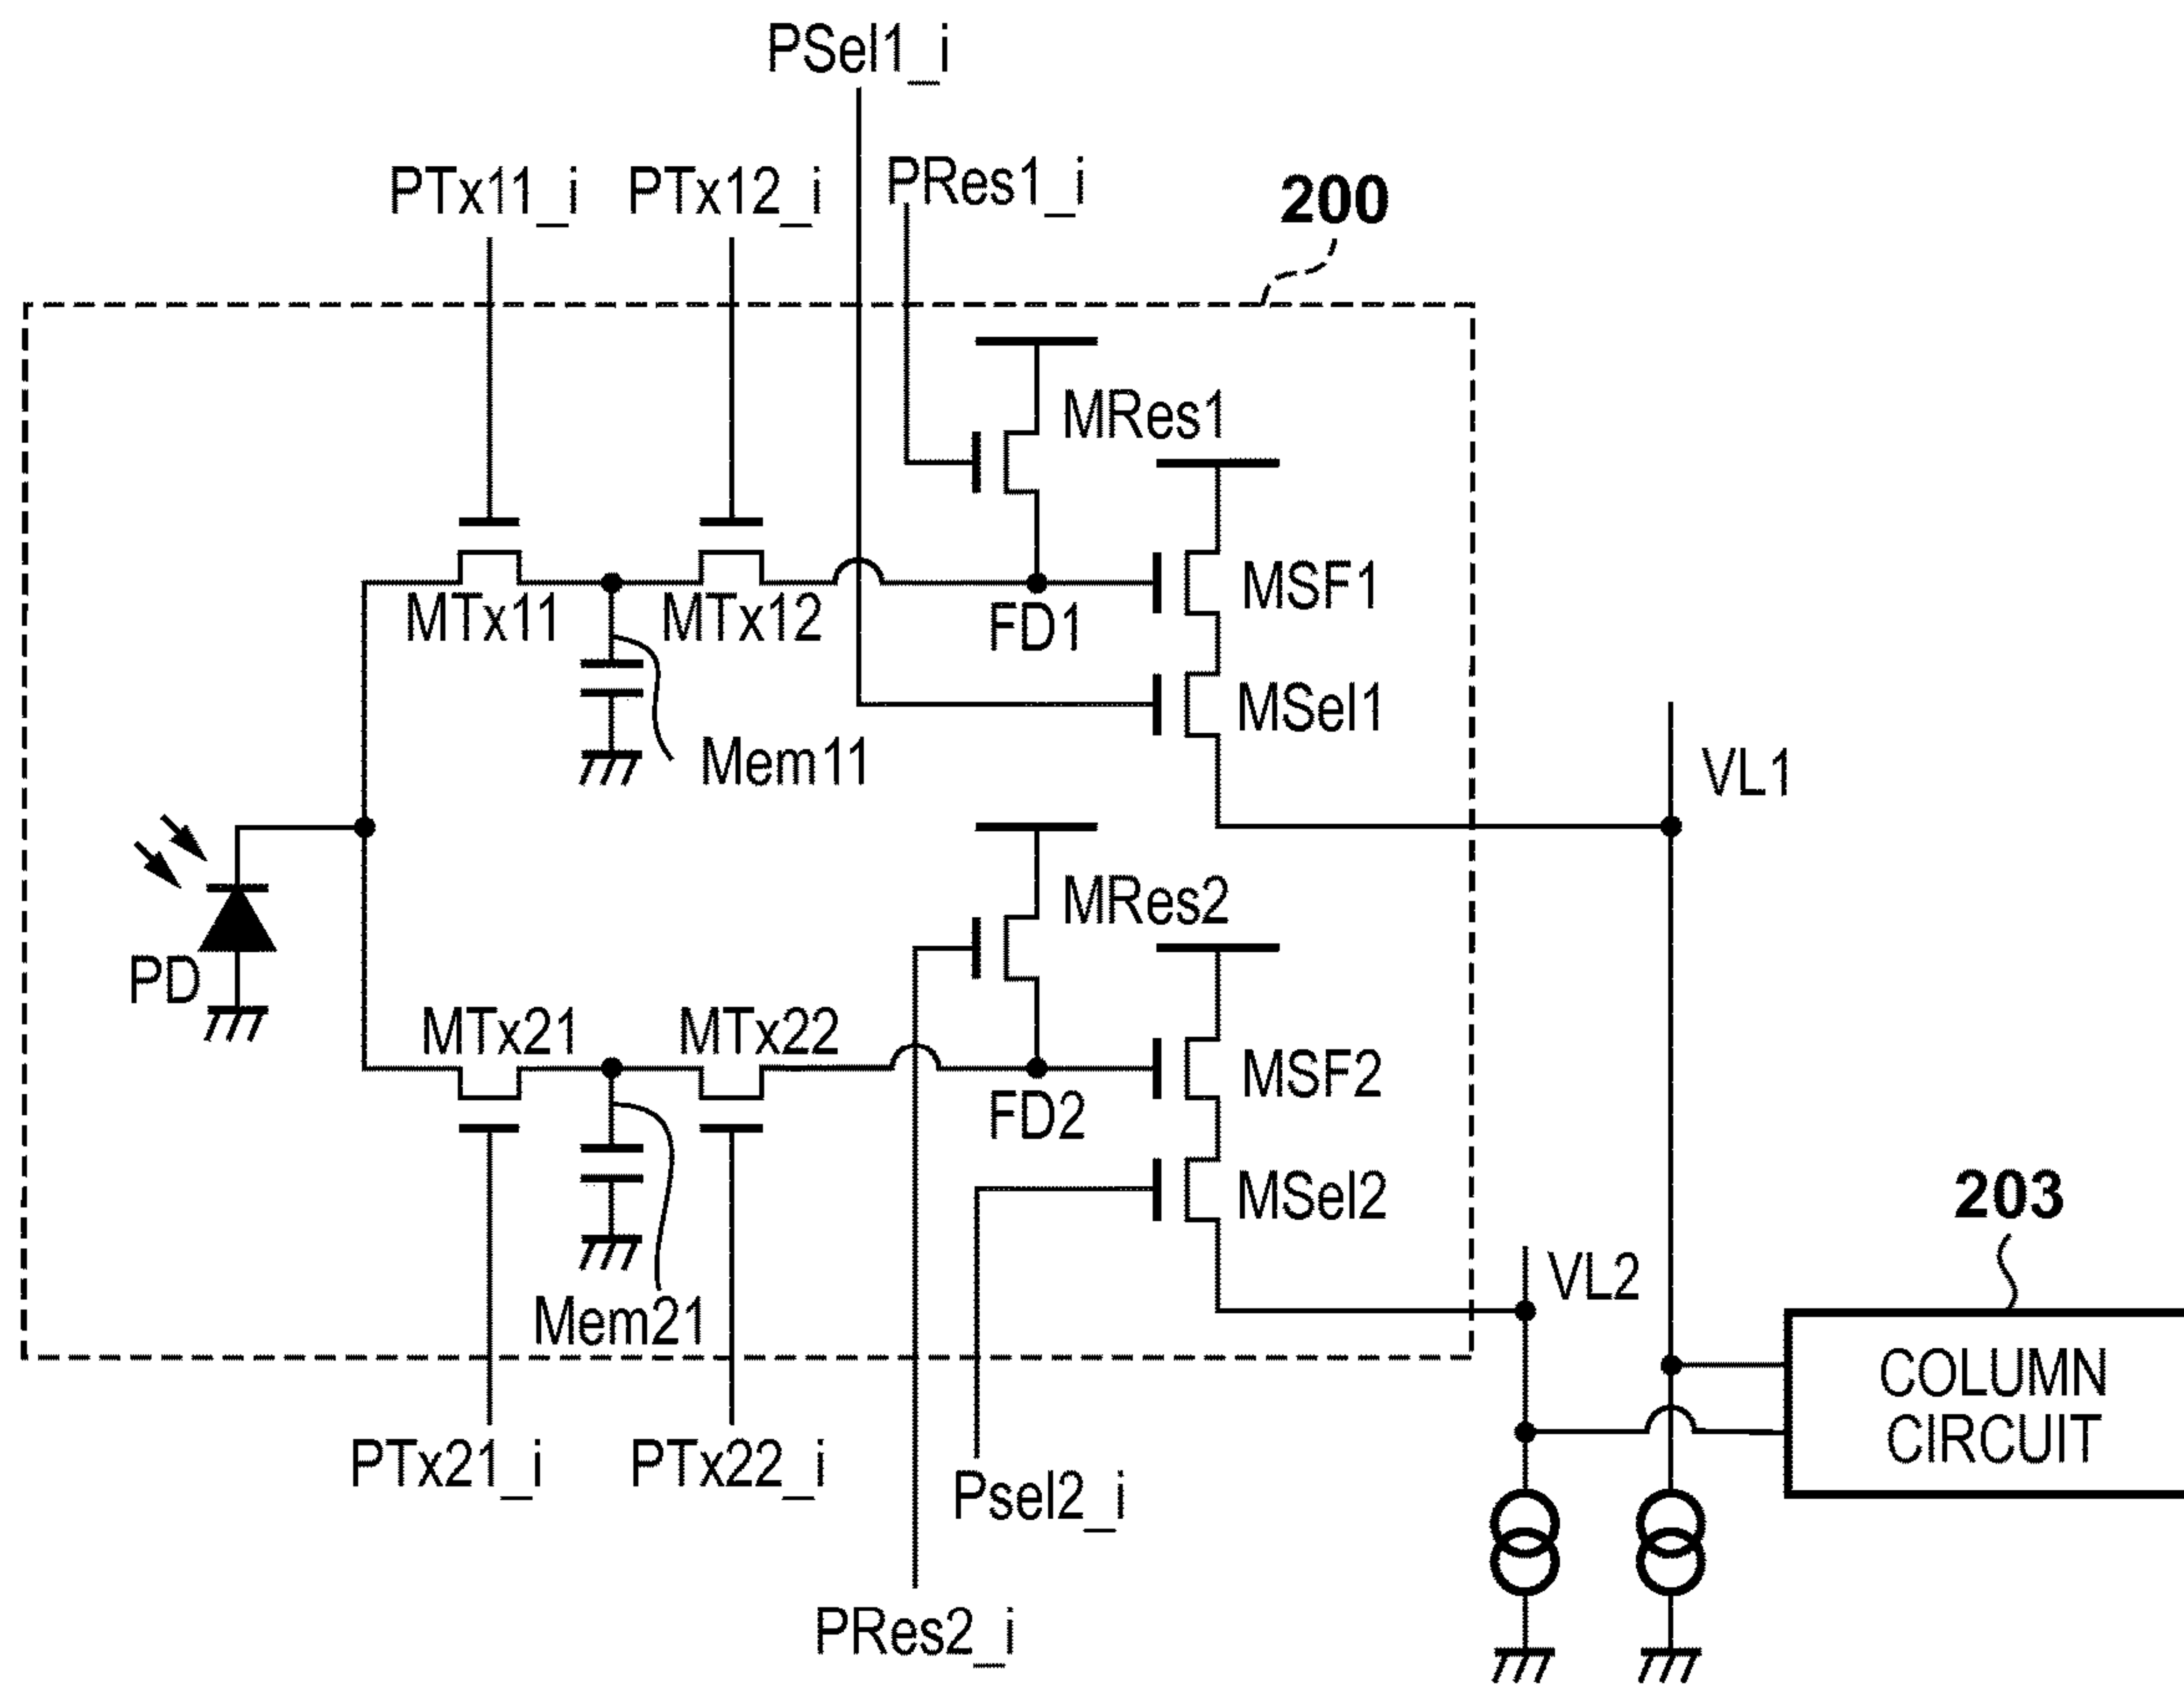 PSel1_i
PTx11_i
PTx12_i
PRes1_i
200
MRes1
MTx11
MTx12
FD1
MSF1
MSel1
Mem11
VL1
MRes2
PD
MTx21
MTx22
FD2
MSF2
MSel2
Mem21
VL2
203
COLUMN
CIRCUIT
PTx21_i
PTx22_i
Psel2_i
PRes2_i